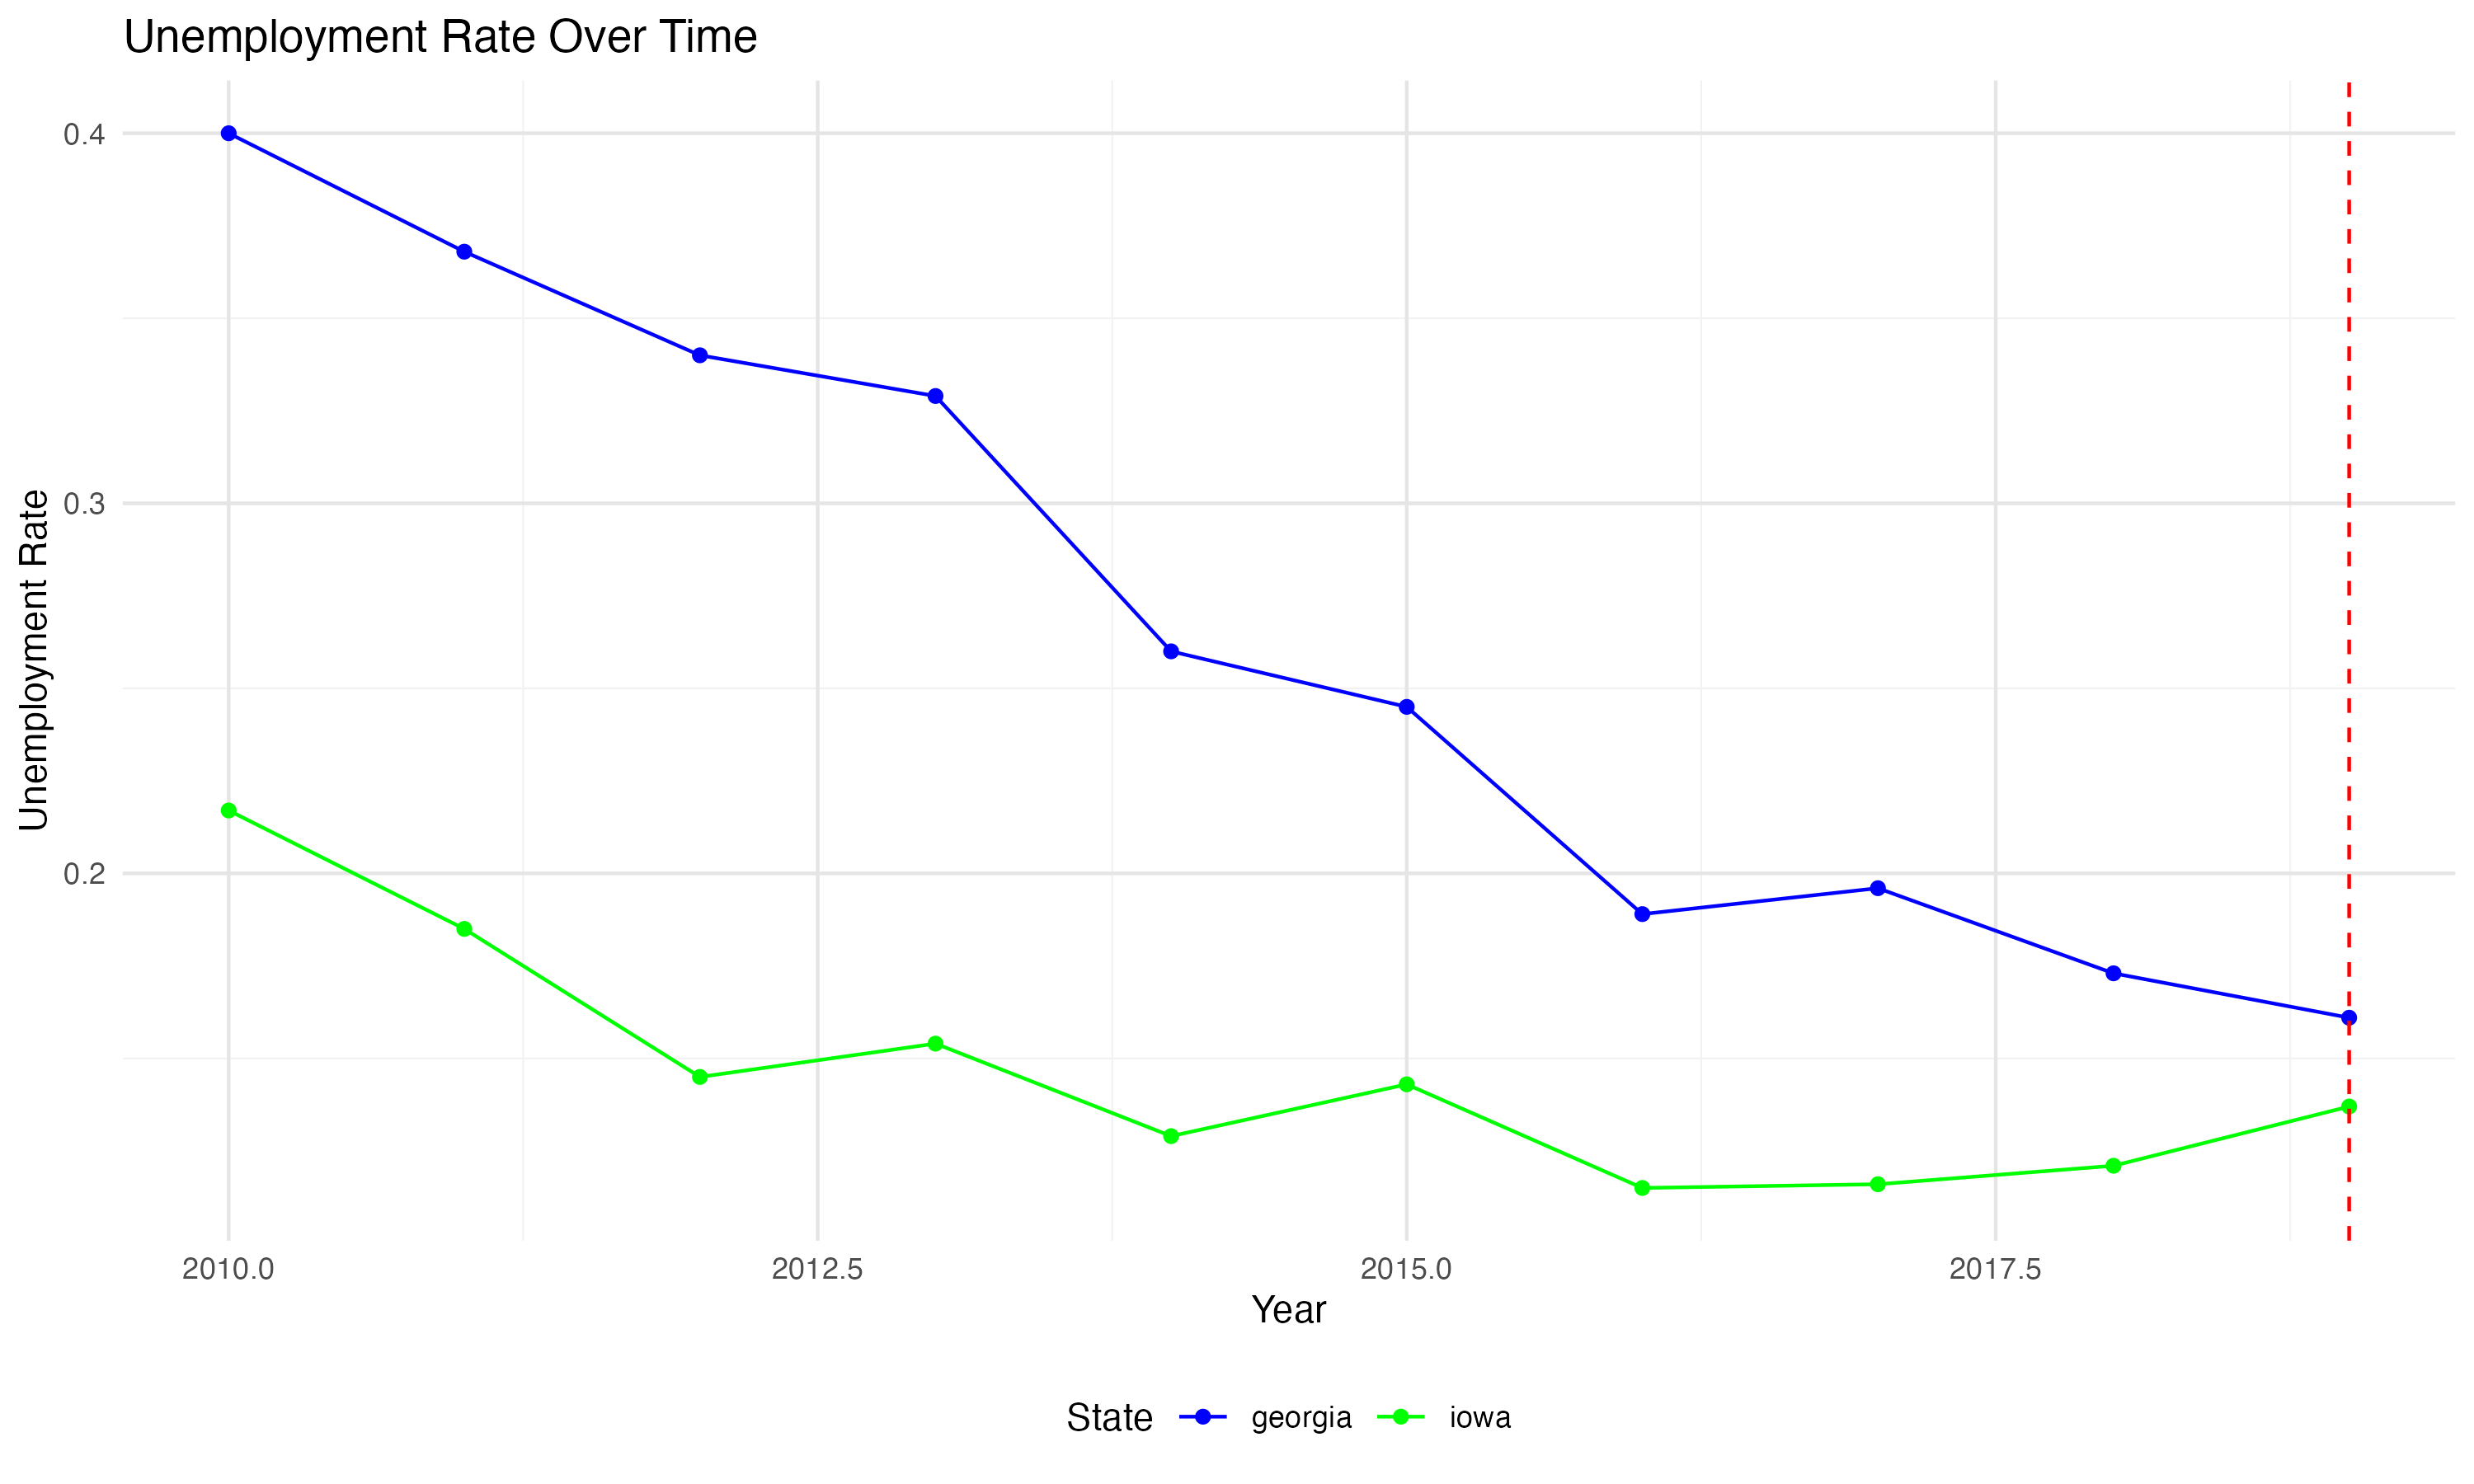 Unemployment Rate Over Time
Unemployment Rate
0.4
0.3
0.2
2010.0 2012.5 2015.0 2017.5
Year
State georgia iowa